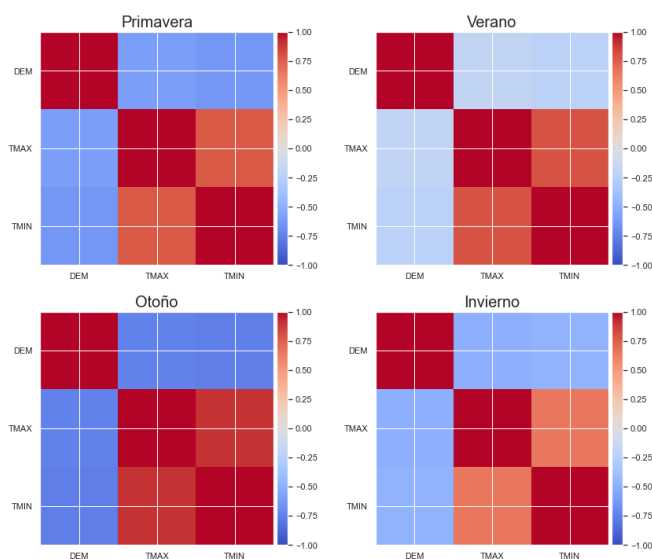 Primavera
DEM
TMAX
TMIN
DEM TMAX TMIN
1.00
0.75
0.50
0.25
0.00
−0.25
−0.50
−0.75
−1.00
Verano
DEM
TMAX
TMIN
DEM TMAX TMIN
1.00
0.75
0.50
0.25
0.00
−0.25
−0.50
−0.75
−1.00
Otoño
DEM
TMAX
TMIN
DEM TMAX TMIN
1.00
0.75
0.50
0.25
0.00
−0.25
−0.50
−0.75
−1.00
Invierno
DEM
TMAX
TMIN
DEM TMAX TMIN
1.00
0.75
0.50
0.25
0.00
−0.25
−0.50
−0.75
−1.00